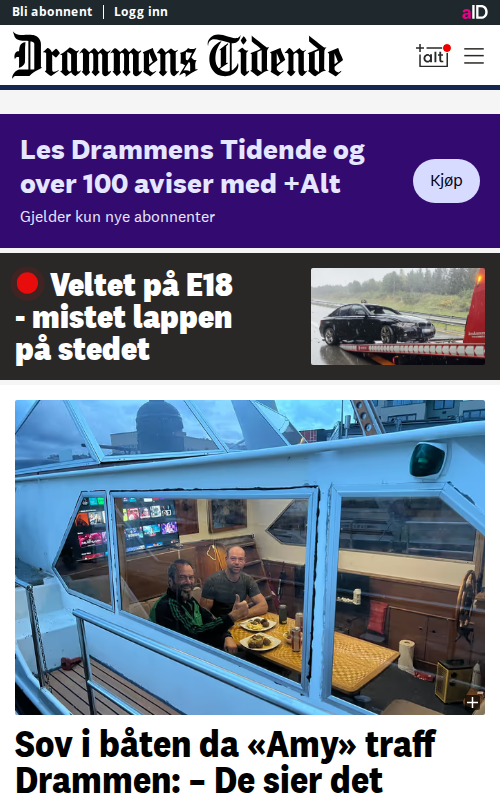 Bli abonnent | Logg inn
aID
Drammens Tidende
+alt
Les Drammens Tidende og
over 100 aviser med +Alt
Gjelder kun nye abonnenter
Kjøp
Veltet på E18
- mistet lappen
på stedet
Sov i båten da «Amy» traff
Drammen: – De sier det